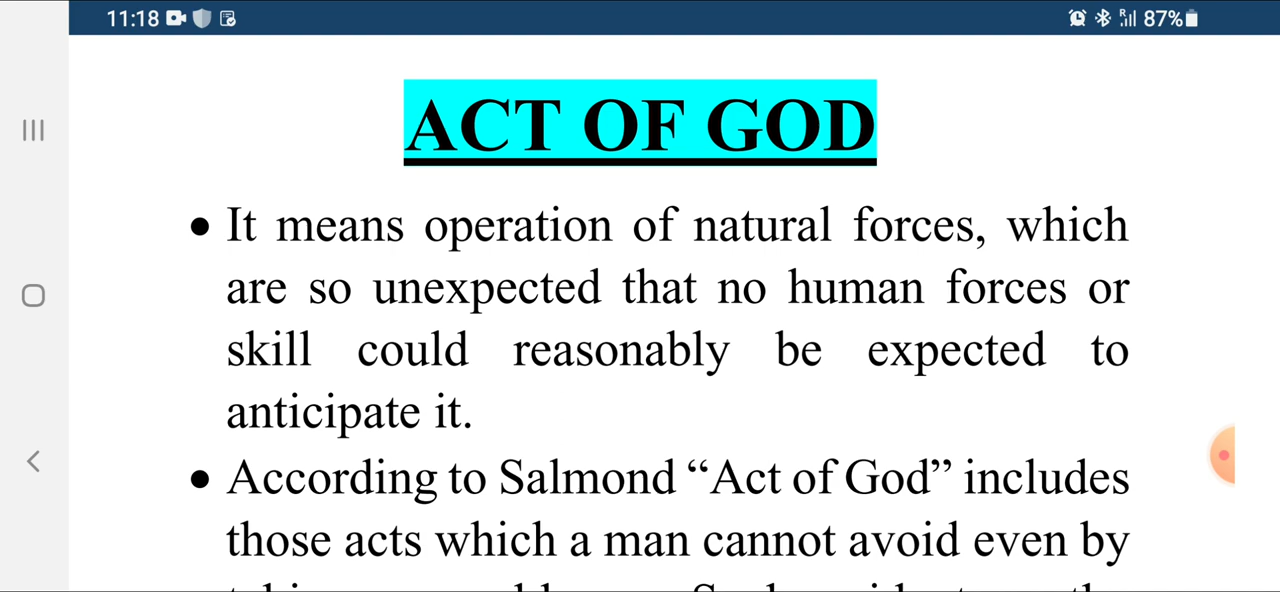 11:18
87%
ACT OF GOD
• It means operation of natural forces, which
are so unexpected that no human forces or
skill could reasonably be expected to
anticipate it.
• According to Salmond “Act of God” includes
those acts which a man cannot avoid even by